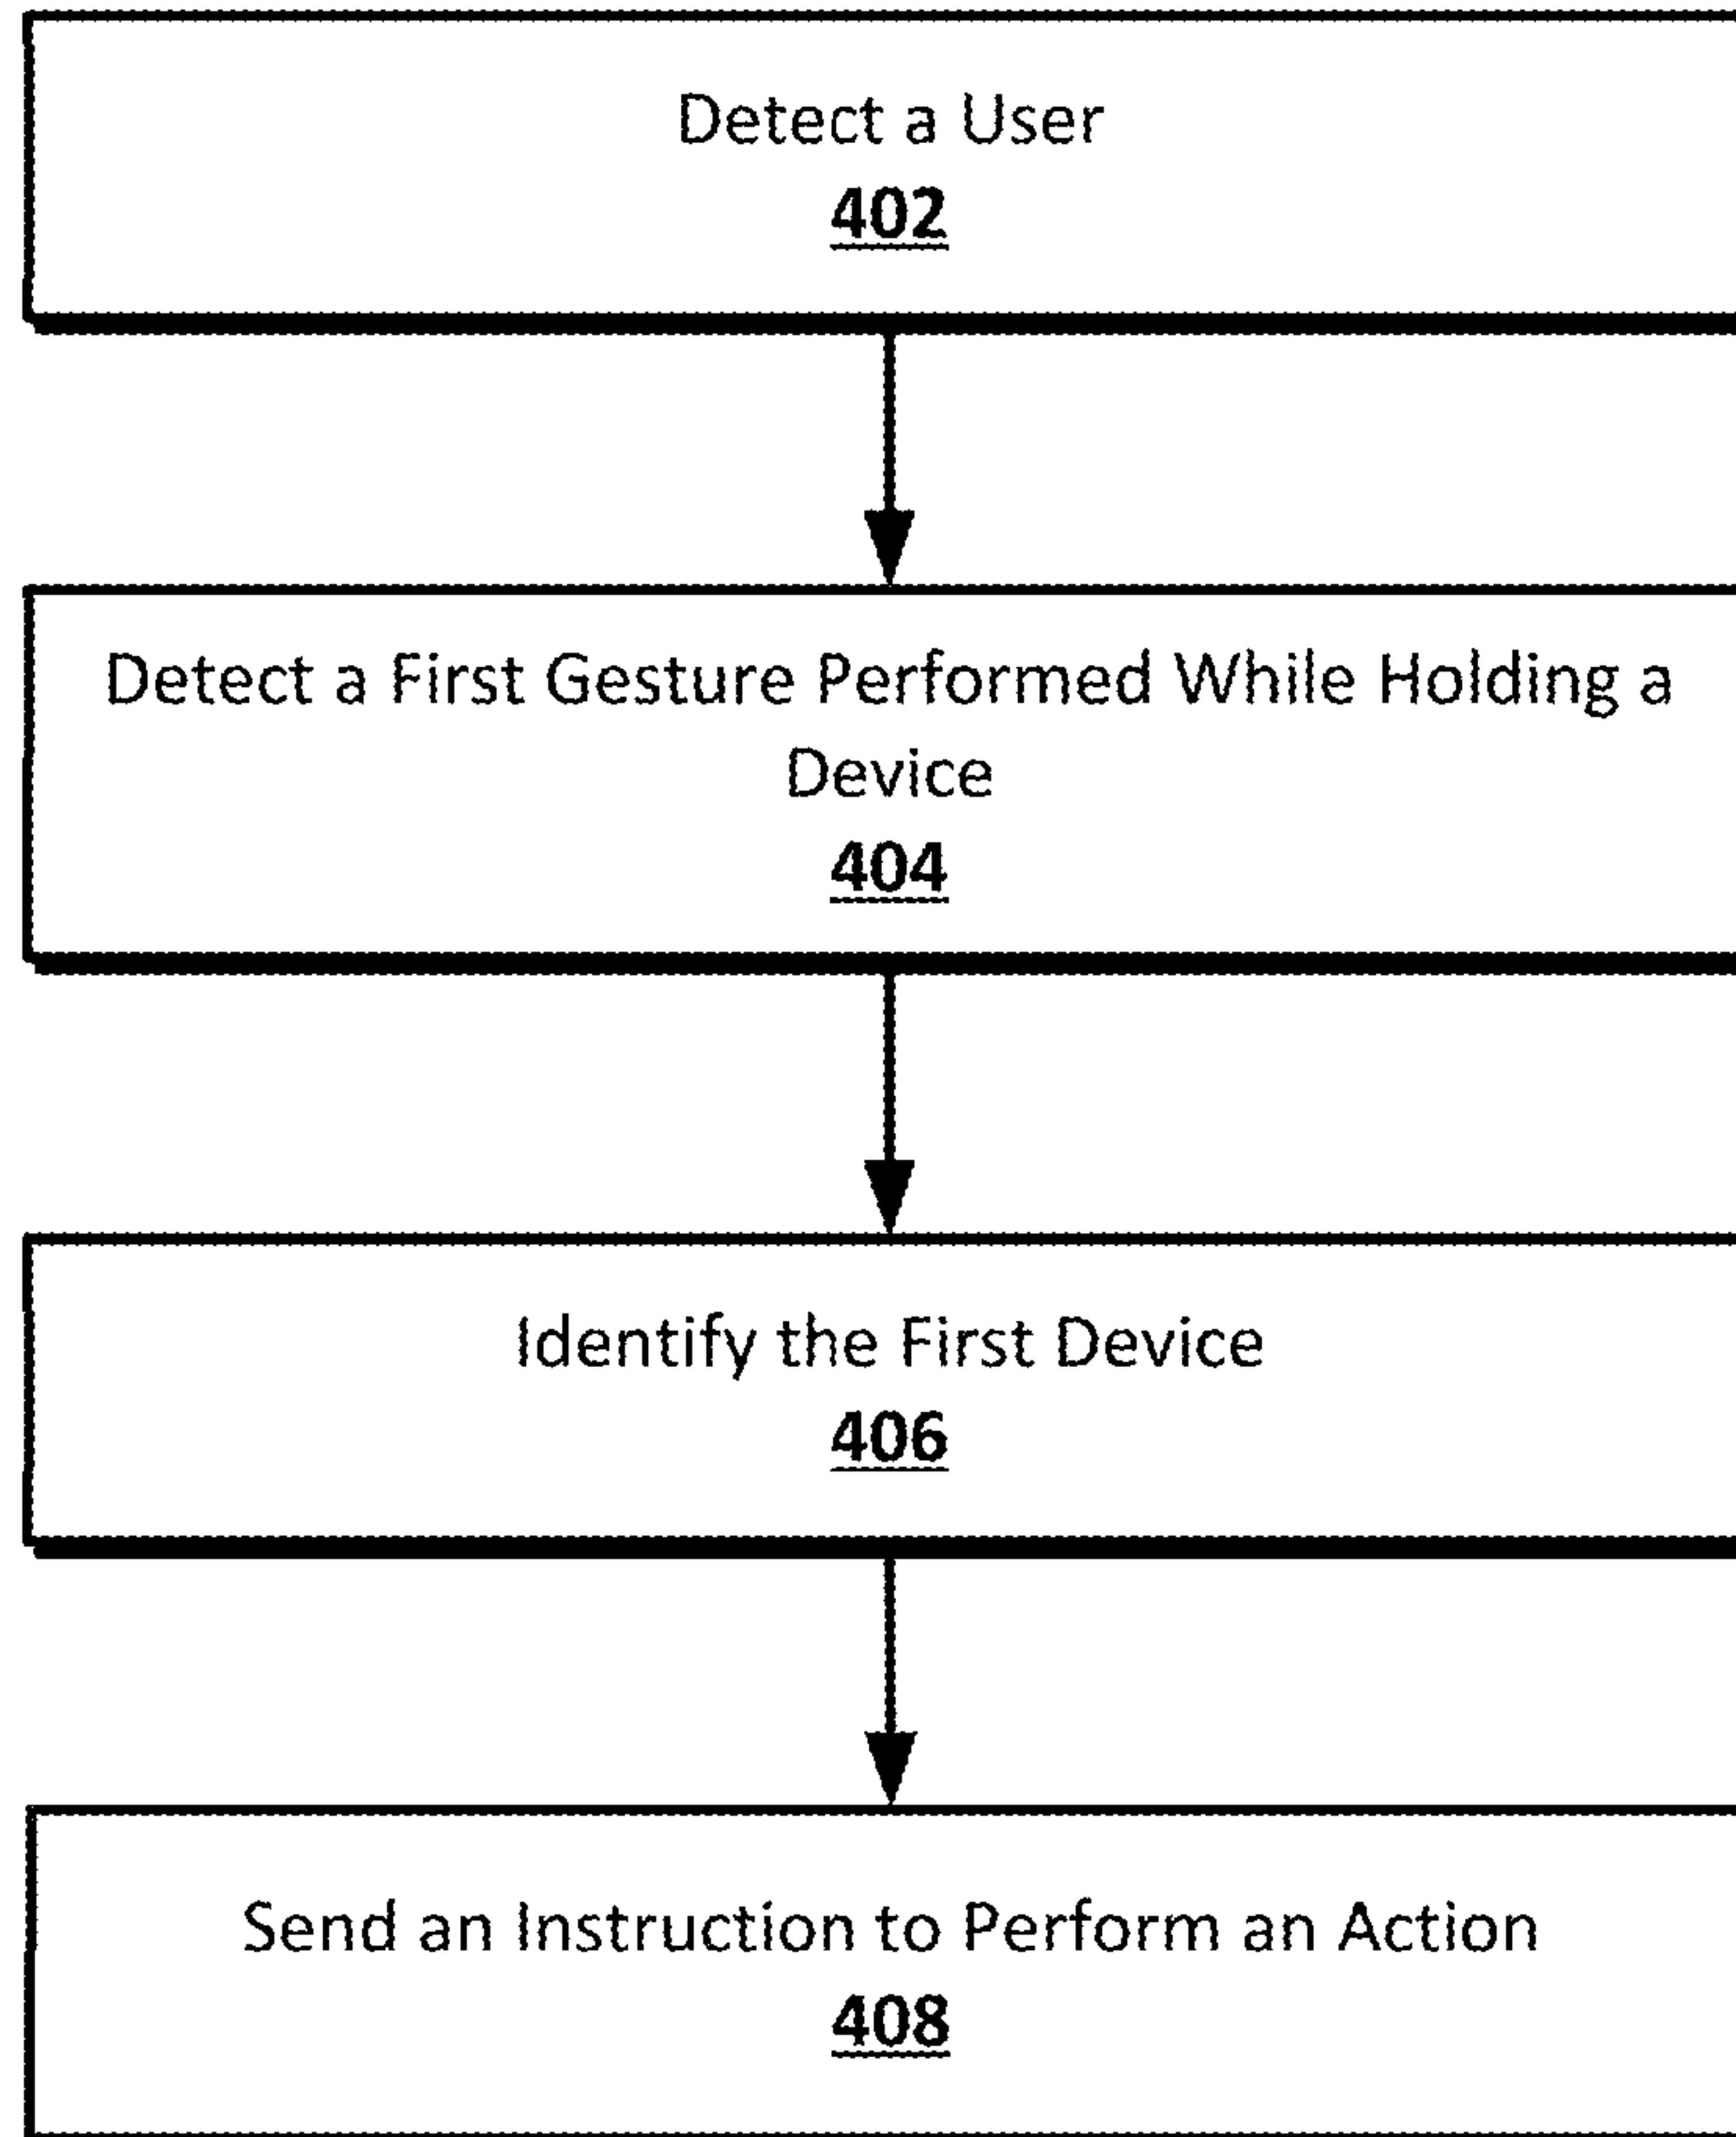 Detect a User
402
Detect a First Gesture Performed While Holding a
Device
404
Identify the First Device
406
Send an Instruction to Perform an Action
408